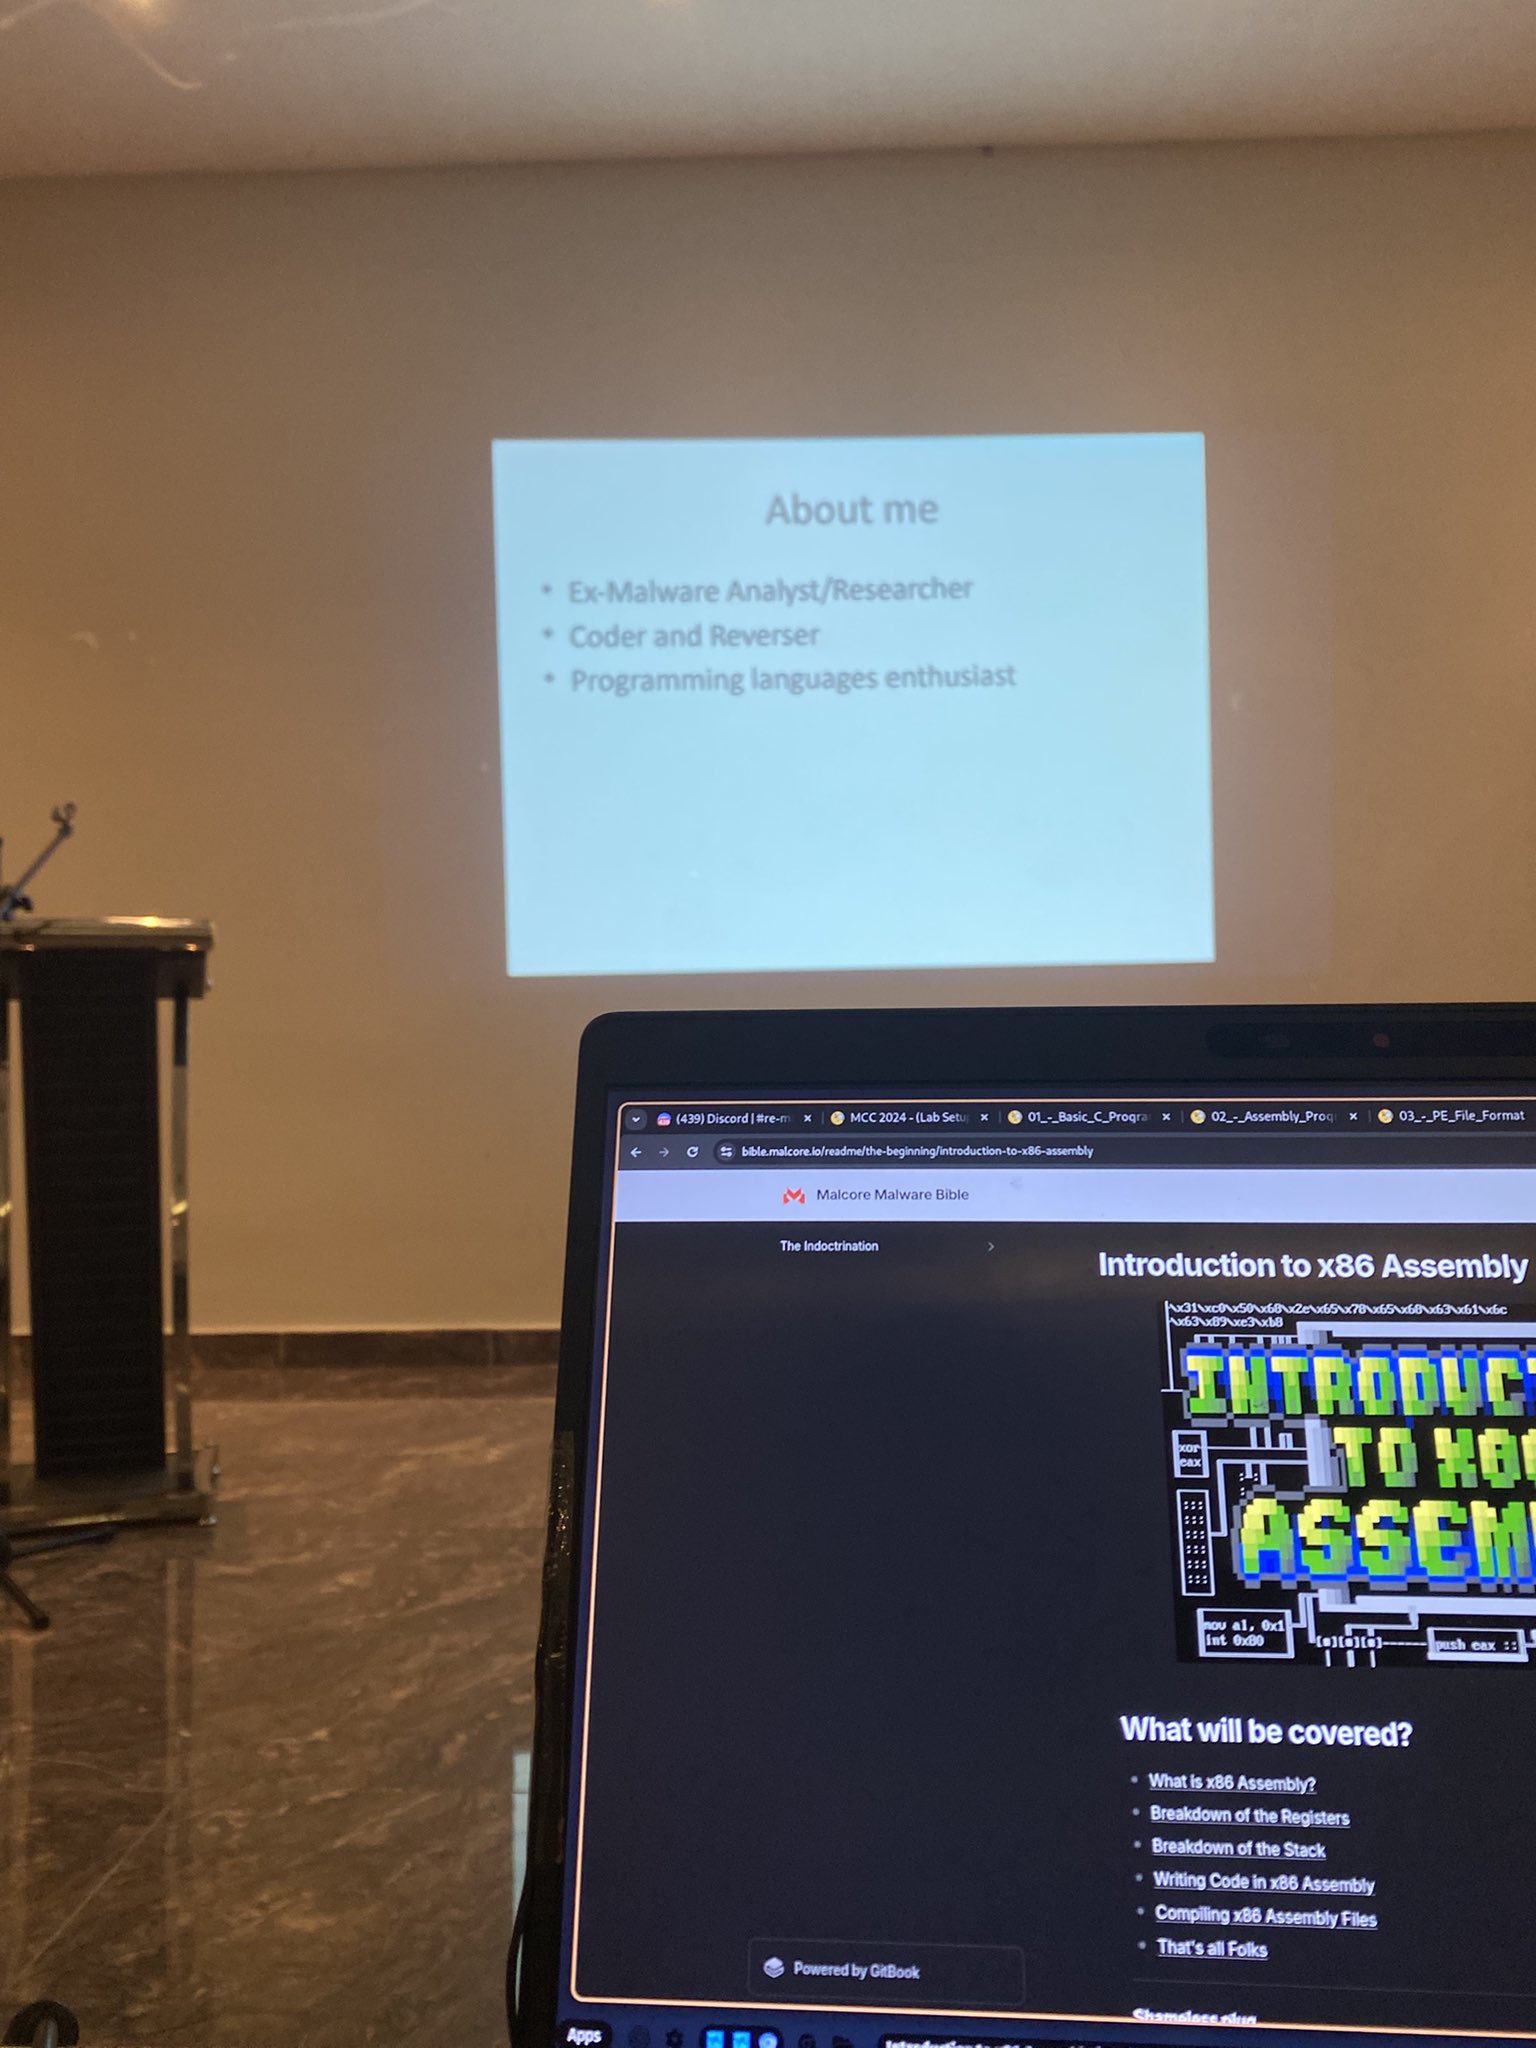 About me
• Ex-Malware Analyst/Researcher
• Coder and Reverser
• Programming languages enthusiast
(439) Discord | #re-m
MCC 2024 - (Lab Setu
01_-_Basic_C_Progra
02_-_Assembly_Prog
03_-_PE_File_Format
bible.malcore.io/readme/the-beginning/introduction-to-x86-assembly
Malcore Malware Bible
The Indoctrination
Introduction to x86 Assembly
\x31\xc0\x50\x68\x2e\x65\x78\x65\x68\x63\x61\x6c
\x63\x89\xe3\xb8
INTRODUC
TO X8
ASSEM
xor
eax
mov al, 0x1
int 0x80
push eax ::
What will be covered?
• What is x86 Assembly?
• Breakdown of the Registers
• Breakdown of the Stack
• Writing Code in x86 Assembly
• Compiling x86 Assembly Files
• That's all Folks
Powered by GitBook
Shameless plug
Apps